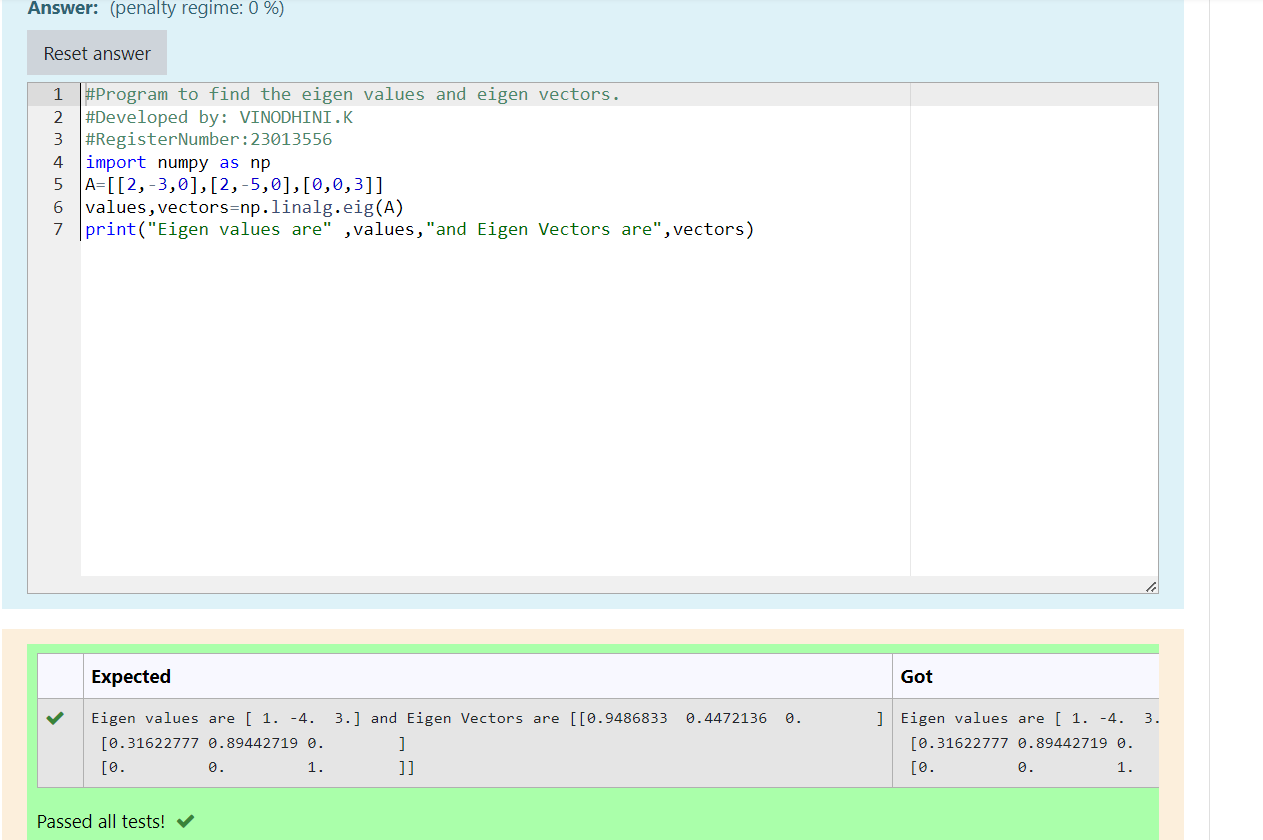 Answer: (penalty regime: 0 %)
Reset answer
1 #Program to find the eigen values and eigen vectors.
2 #Developed by: VINODHINI.K
3 #RegisterNumber:23013556
4 import numpy as np
5 A=[[2,-3,0],[2,-5,0],[0,0,3]]
6 values,vectors=np.linalg.eig(A)
7 print("Eigen values are" ,values,"and Eigen Vectors are",vectors)
Expected Got
Eigen values are [ 1. -4.  3.] and Eigen Vectors are [[0.9486833  0.4472136  0.        ] Eigen values are [ 1. -4.  3.
[0.31622777 0.89442719 0.        ] [0.31622777 0.89442719 0.
[0.         0.         1.        ]] [0.         0.         1.
Passed all tests!